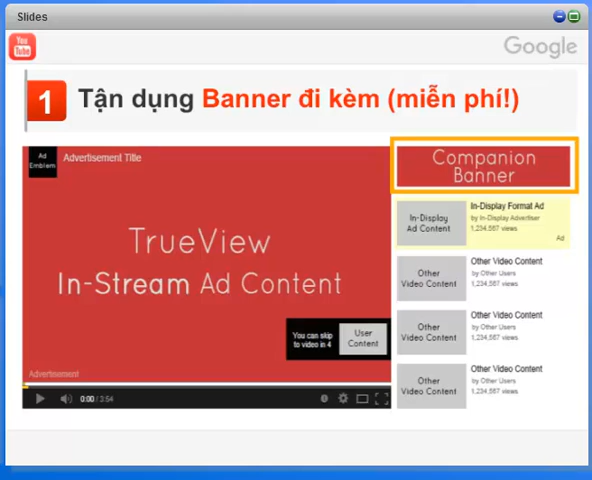 Slides
You
Tube
Google
1 Tận dụng Banner đi kèm (miễn phí!)
Ad
Emblem
Advertisement Title
TrueView
In-Stream Ad Content
You can skip
to video in 4
User
Content
Advertisement
0:00 / 3:54
Companion
Banner
In-Display
Ad Content
In-Display Format Ad
by In-Display Advertiser
1,234,567 views
Ad
Other
Video Content
Other Video Content
by Other Users
1,234,567 views
Other
Video Content
Other Video Content
by Other Users
1,234,567 views
Other
Video Content
Other Video Content
by Other Users
1,234,567 views